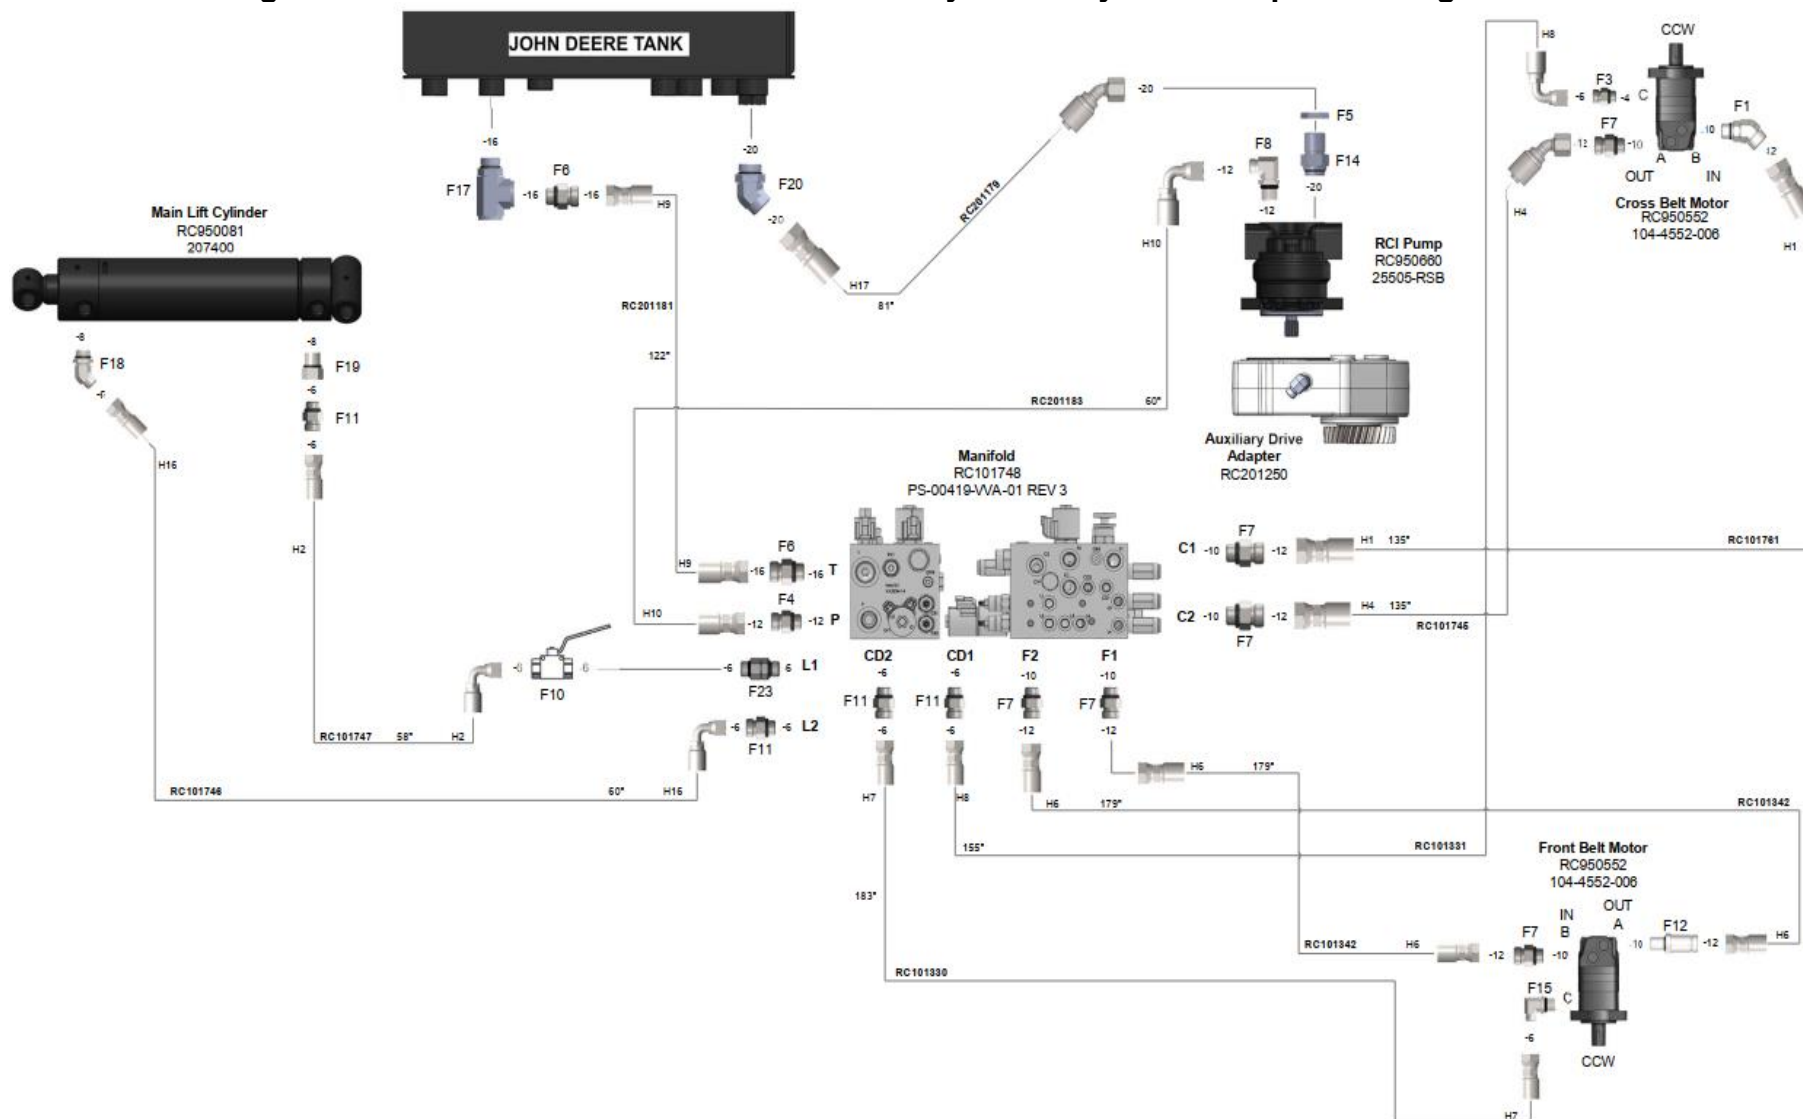 JOHN DEERE TANK
H8
CCW
-20
F3
-6
-4
C
F5
F1
-16
-20
F8
F7
-10
12
F6
F14
-12
-10
A
B
F17
-16
-16
F20
-12
-20
OUT
IN
H9
-20
RC201179
Cross Belt Motor
RC950552
104-4552-006
Main Lift Cylinder
RC950081
207400
H4
H10
RCI Pump
RC950660
25505-RSB
H1
H17
81"
RC201181
-8
-8
F18
F19
122"
-6
-6
F11
RC201183
60"
-6
Auxiliary Drive
Adapter
RC201250
H16
Manifold
RC101748
PS-00419-VVA-01 REV 3
H2
F7
H1
135"
RC101761
C1
-10
-12
F6
H9
-16
-16
T
F4
H10
-12
-12
P
C2
-10
-12
H4
135"
F7
RC101745
CD2
CD1
F2
F1
-6
-6
-6
6
L1
-6
-6
-10
-10
F10
F23
F11
F11
F7
F7
-6
-6
L2
-6
-6
-12
-12
RC101747
58"
H2
F11
H6
179"
RC101746
60"
H16
H7
H8
H6
179"
RC101342
155"
RC101331
Front Belt Motor
RC950552
104-4552-006
183"
OUT
IN
A
B
F7
F12
RC101342
H6
-12
-10
10
-12
H6
RC101330
F15
C
-6
CCW
H7